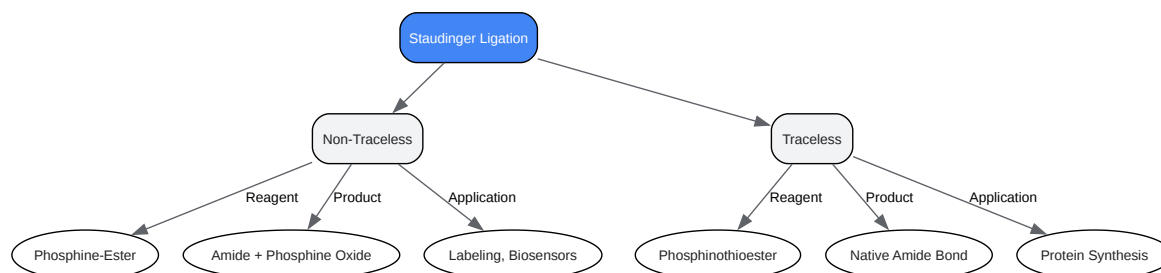 Staudinger Ligation
Non-Traceless
Traceless
Reagent
Product
Application
Reagent
Product
Application
Phosphine-Ester
Amide + Phosphine Oxide
Labeling, Biosensors
Phosphinothioester
Native Amide Bond
Protein Synthesis